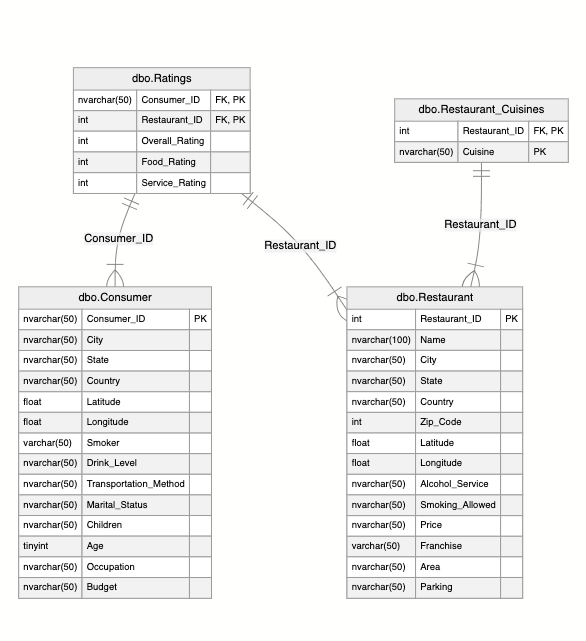 dbo.Ratings
nvarchar(50) Consumer_ID FK, PK
int Restaurant_ID FK, PK
int Overall_Rating
int Food_Rating
int Service_Rating
dbo.Restaurant_Cuisines
int Restaurant_ID FK, PK
nvarchar(50) Cuisine PK
Consumer_ID
Restaurant_ID
Restaurant_ID
dbo.Consumer
nvarchar(50) Consumer_ID PK
nvarchar(50) City
nvarchar(50) State
nvarchar(50) Country
float Latitude
float Longitude
varchar(50) Smoker
nvarchar(50) Drink_Level
nvarchar(50) Transportation_Method
nvarchar(50) Marital_Status
nvarchar(50) Children
tinyint Age
nvarchar(50) Occupation
nvarchar(50) Budget
dbo.Restaurant
int Restaurant_ID PK
nvarchar(100) Name
nvarchar(50) City
nvarchar(50) State
nvarchar(50) Country
int Zip_Code
float Latitude
float Longitude
nvarchar(50) Alcohol_Service
nvarchar(50) Smoking_Allowed
nvarchar(50) Price
varchar(50) Franchise
nvarchar(50) Area
nvarchar(50) Parking